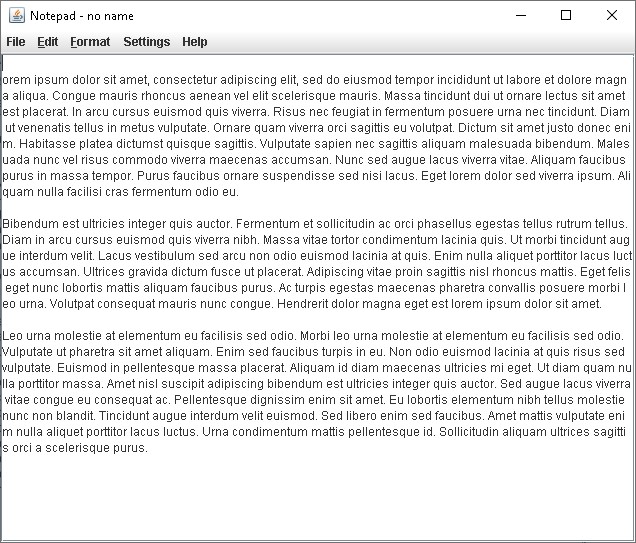 Notepad - no name
File Edit Format Settings Help
orem ipsum dolor sit amet, consectetur adipiscing elit, sed do eiusmod tempor incididunt ut labore et dolore magn
a aliqua. Congue mauris rhoncus aenean vel elit scelerisque mauris. Massa tincidunt dui ut ornare lectus sit amet
est placerat. In arcu cursus euismod quis viverra. Risus nec feugiat in fermentum posuere urna nec tincidunt. Diam
ut venenatis tellus in metus vulputate. Ornare quam viverra orci sagittis eu volutpat. Dictum sit amet justo donec eni
m. Habitasse platea dictumst quisque sagittis. Vulputate sapien nec sagittis aliquam malesuada bibendum. Males
uada nunc vel risus commodo viverra maecenas accumsan. Nunc sed augue lacus viverra vitae. Aliquam faucibus
purus in massa tempor. Purus faucibus ornare suspendisse sed nisi lacus. Eget lorem dolor sed viverra ipsum. Ali
quam nulla facilisi cras fermentum odio eu.
Bibendum est ultricies integer quis auctor. Fermentum et sollicitudin ac orci phasellus egestas tellus rutrum tellus.
Diam in arcu cursus euismod quis viverra nibh. Massa vitae tortor condimentum lacinia quis. Ut morbi tincidunt aug
ue interdum velit. Lacus vestibulum sed arcu non odio euismod lacinia at quis. Enim nulla aliquet porttitor lacus luct
us accumsan. Ultrices gravida dictum fusce ut placerat. Adipiscing vitae proin sagittis nisl rhoncus mattis. Eget felis
eget nunc lobortis mattis aliquam faucibus purus. Ac turpis egestas maecenas pharetra convallis posuere morbi l
eo urna. Volutpat consequat mauris nunc congue. Hendrerit dolor magna eget est lorem ipsum dolor sit amet.
Leo urna molestie at elementum eu facilisis sed odio. Morbi leo urna molestie at elementum eu facilisis sed odio.
Vulputate ut pharetra sit amet aliquam. Enim sed faucibus turpis in eu. Non odio euismod lacinia at quis risus sed
vulputate. Euismod in pellentesque massa placerat. Aliquam id diam maecenas ultricies mi eget. Ut diam quam nu
lla porttitor massa. Amet nisl suscipit adipiscing bibendum est ultricies integer quis auctor. Sed augue lacus viverra
vitae congue eu consequat ac. Pellentesque dignissim enim sit amet. Eu lobortis elementum nibh tellus molestie
nunc non blandit. Tincidunt augue interdum velit euismod. Sed libero enim sed faucibus. Amet mattis vulputate eni
m nulla aliquet porttitor lacus luctus. Urna condimentum mattis pellentesque id. Sollicitudin aliquam ultrices sagitti
s orci a scelerisque purus.